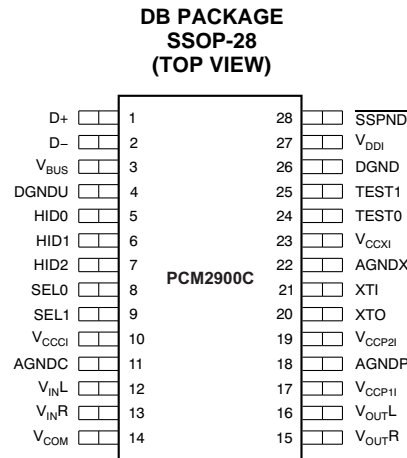 DB PACKAGE
SSOP-28
(TOP VIEW)
D+ 1 28 SSPND
D– 2 27 VDDI
VBUS 3 26 DGND
DGNDU 4 25 TEST1
HID0 5 24 TEST0
HID1 6 23 VCCXI
HID2 7 22 AGNDX
PCM2900C
SEL0 8 21 XTI
SEL1 9 20 XTO
VCCCI 10 19 VCCP2I
AGNDC 11 18 AGNDP
VINL 12 17 VCCP1I
VINR 13 16 VOUTL
VCOM 14 15 VOUTR